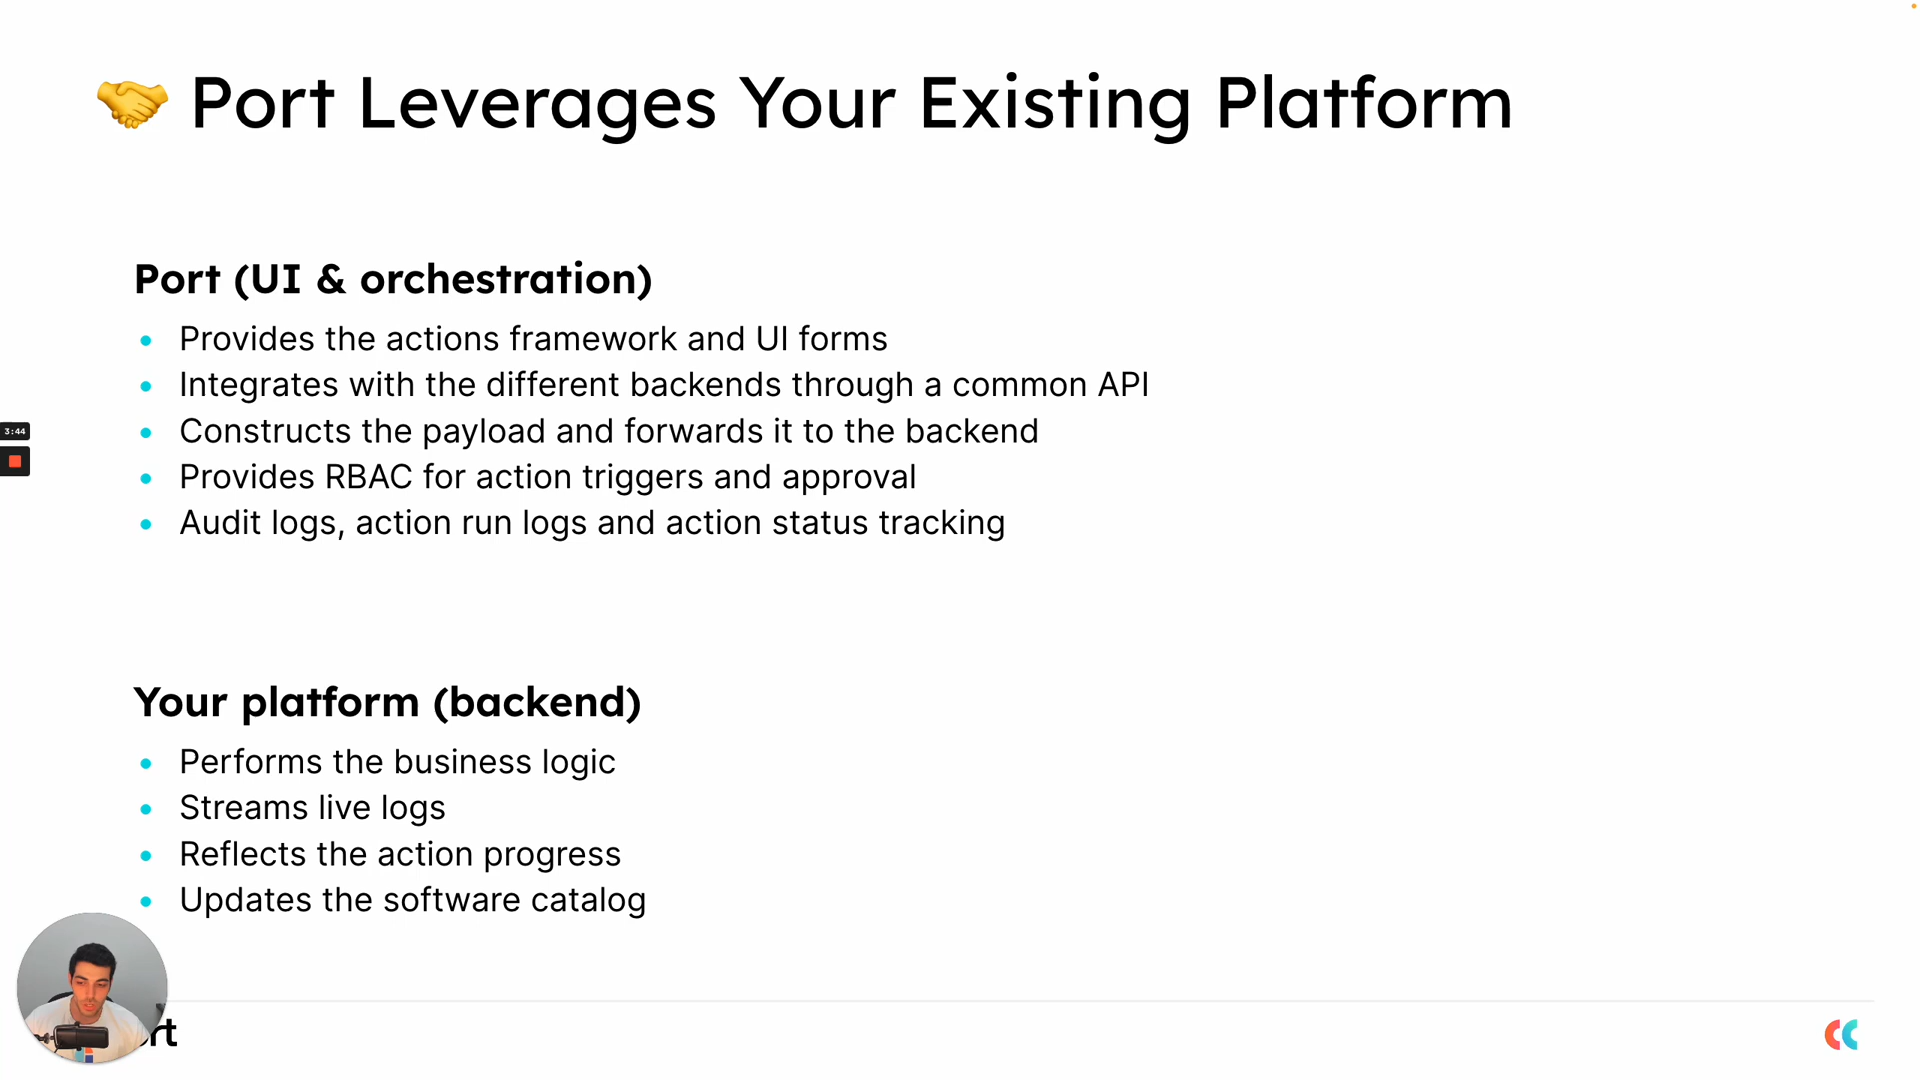 Port Leverages Your Existing Platform
Port (UI & orchestration)
Provides the actions framework and UI forms
Integrates with the different backends through a common API
Constructs the payload and forwards it to the backend
3:44
Provides RBAC for action triggers and approval
Audit logs, action run logs and action status tracking
Your platform (backend)
Performs the business logic
Streams live logs
Reflects the action progress
Updates the software catalog
rt